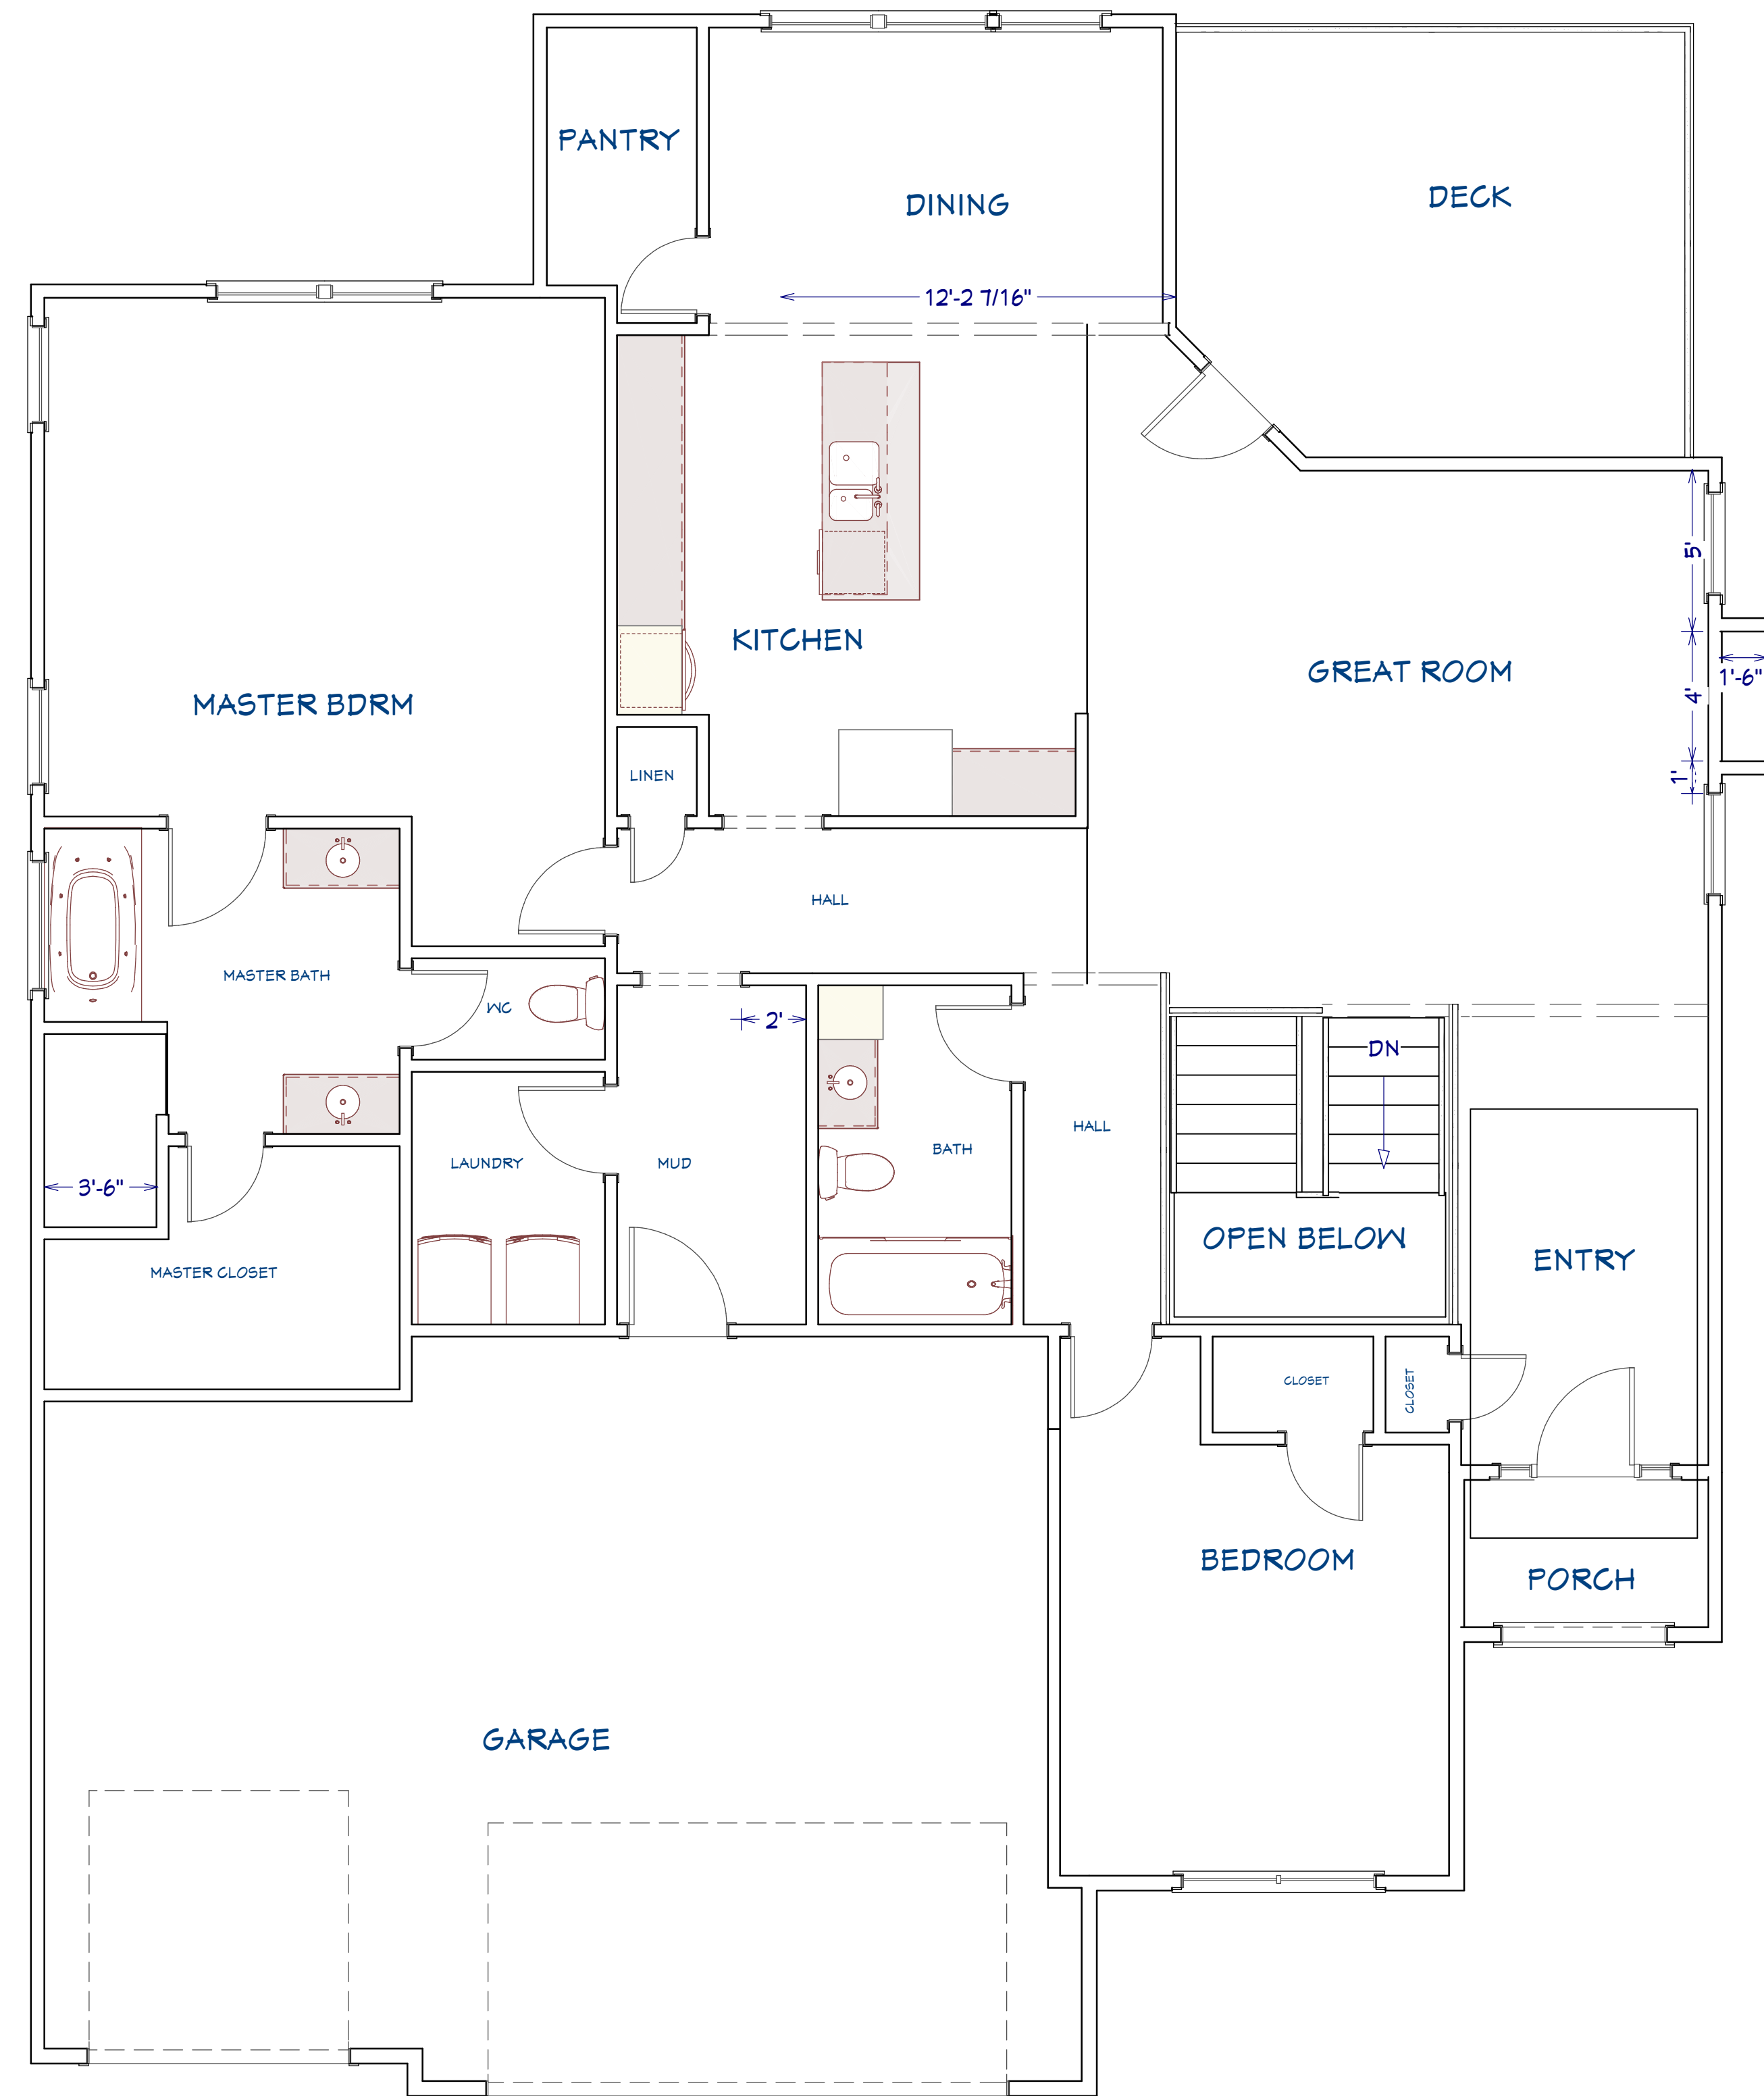 PANTRY
DINING
DECK
12'-2 7/16"
5'
KITCHEN
GREAT ROOM
1'-6"
4'
MASTER BDRM
LINEN
1'
HALL
MASTER BATH
WC
2'
DN
HALL
BATH
LAUNDRY
MUD
3'-6"
OPEN BELOW
ENTRY
MASTER CLOSET
CLOSET
CLOSET
BEDROOM
PORCH
GARAGE